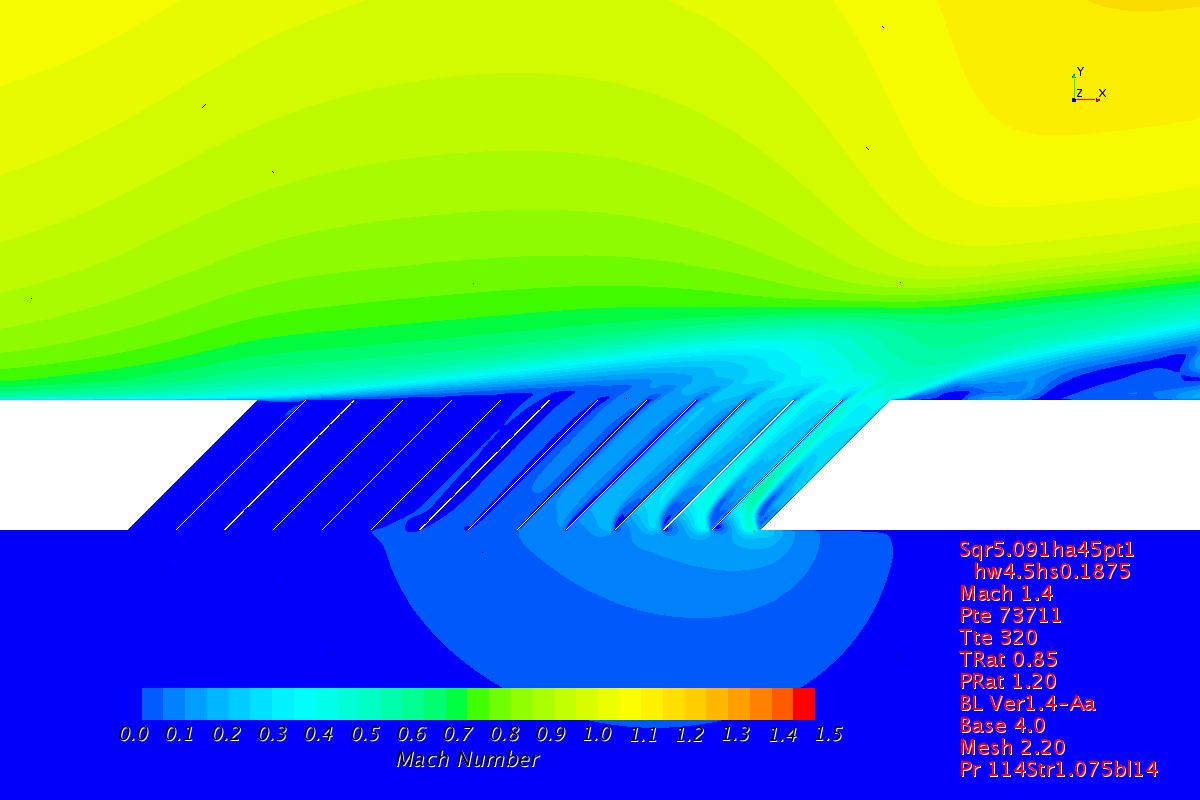 Y
Z X
0.0 0.1 0.2 0.3 0.4 0.5 0.6 0.7 0.8 0.9 1.0 1.1 1.2 1.3 1.4 1.5
Mach Number
Sqr5.091ha45pt1
hw4.5hs0.1875
Mach 1.4
Pte 73711
Tte 320
TRat 0.85
PRat 1.20
BL Ver1.4-Aa
Base 4.0
Mesh 2.20
Pr 114Str1.075bl14